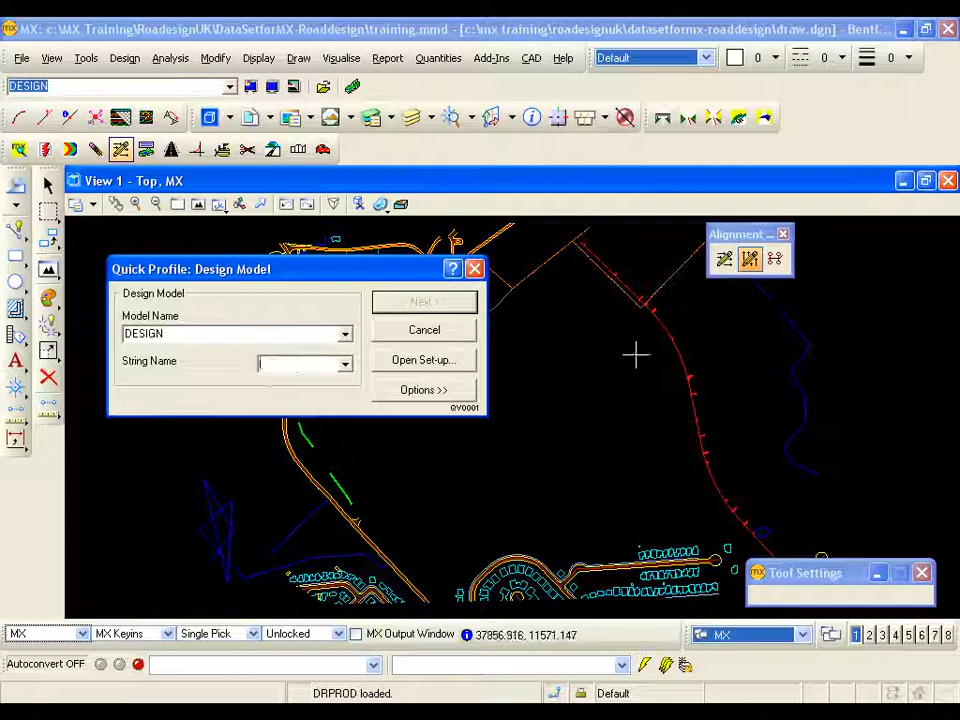 MX: c:\MX Training\RoadesignUK\DataSetforMX-Roaddesign\training.mmd - [c:\mx training\roadesignuk\datasetformx-roaddesign\draw.dgn] - Bentl...
File View Tools Design Analysis Modify Display Draw Visualise Report Quantities Add-Ins CAD Help Default 0 0 0
DESIGN
View 1 - Top, MX
Alignment ...
Quick Profile: Design Model
Design Model
Model Name
DESIGN
String Name
Next >
Cancel
Open Set-up...
Options >>
QV0001
Tool Settings
MX MX Keyins Single Pick Unlocked MX Output Window 37856.916, 11571.147 MX 1 2 3 4 5 6 7 8
Autoconvert OFF
DRPROD loaded. Default